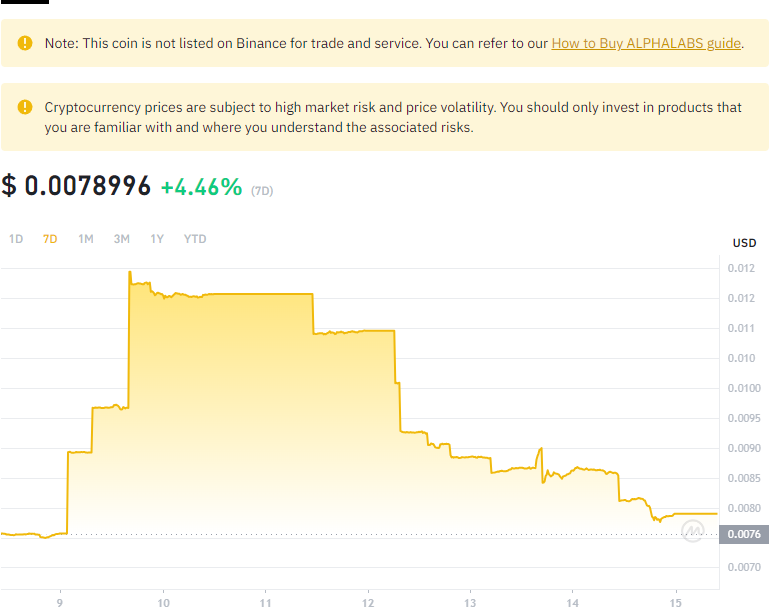 Note: This coin is not listed on Binance for trade and service. You can refer to our How to Buy ALPHALABS guide.
Cryptocurrency prices are subject to high market risk and price volatility. You should only invest in products that
you are familiar with and where you understand the associated risks.
$ 0.0078996 +4.46% (7D)
1D 7D 1M 3M 1Y YTD
USD
0.012
0.012
0.011
0.010
0.0100
0.0095
0.0090
0.0085
0.0080
0.0076
0.0070
9 10 11 12 13 14 15